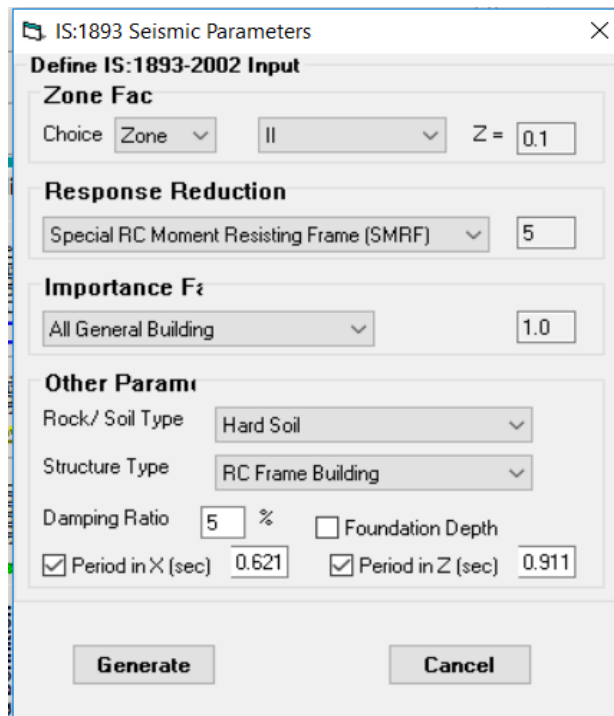 IS:1893 Seismic Parameters
Define IS:1893-2002 Input
Zone Fac
Choice Zone II Z = 0.1
Response Reduction
Special RC Moment Resisting Frame (SMRF) 5
Importance Fa
All General Building 1.0
Other Parame
Rock/ Soil Type Hard Soil
Structure Type RC Frame Building
Damping Ratio 5 % Foundation Depth
Period in X (sec) 0.621 Period in Z (sec) 0.911
Generate Cancel